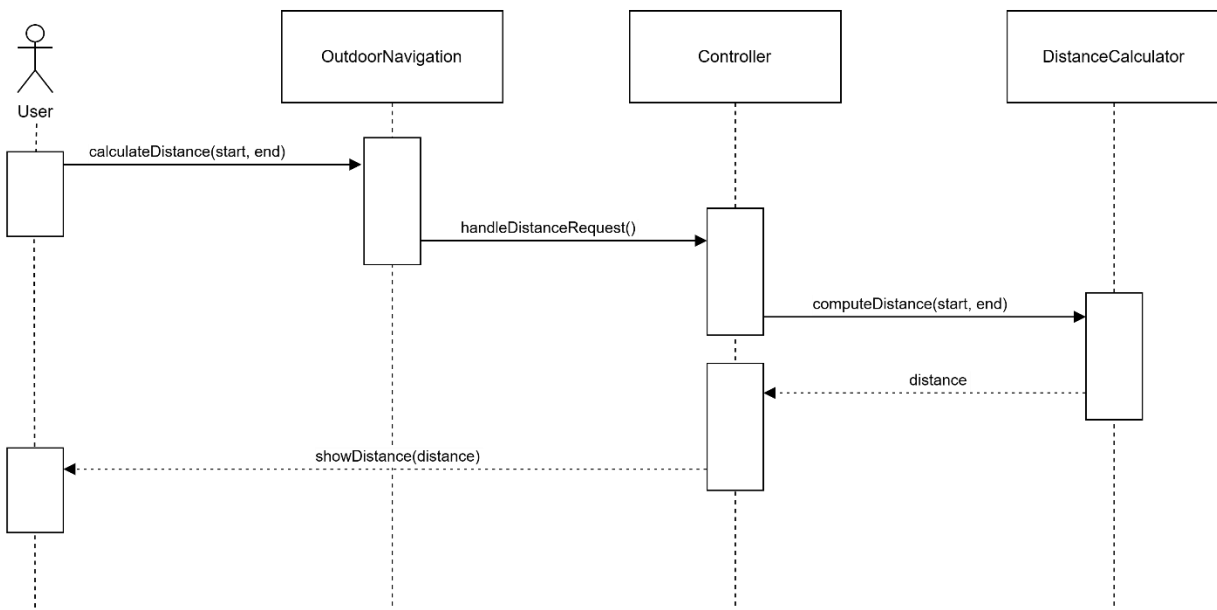 OutdoorNavigation
Controller
DistanceCalculator
User
calculateDistance(start, end)
handleDistanceRequest()
computeDistance(start, end)
distance
showDistance(distance)